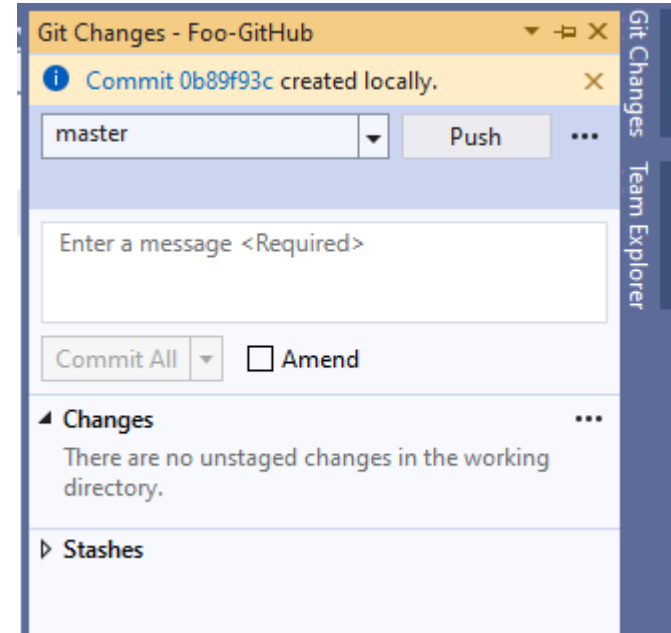 Git Changes - Foo-GitHub
Commit 0b89f93c created locally.
master
Push
Enter a message <Required>
Commit All
Amend
Changes
There are no unstaged changes in the working
directory.
Stashes
Git Changes
Team Explorer